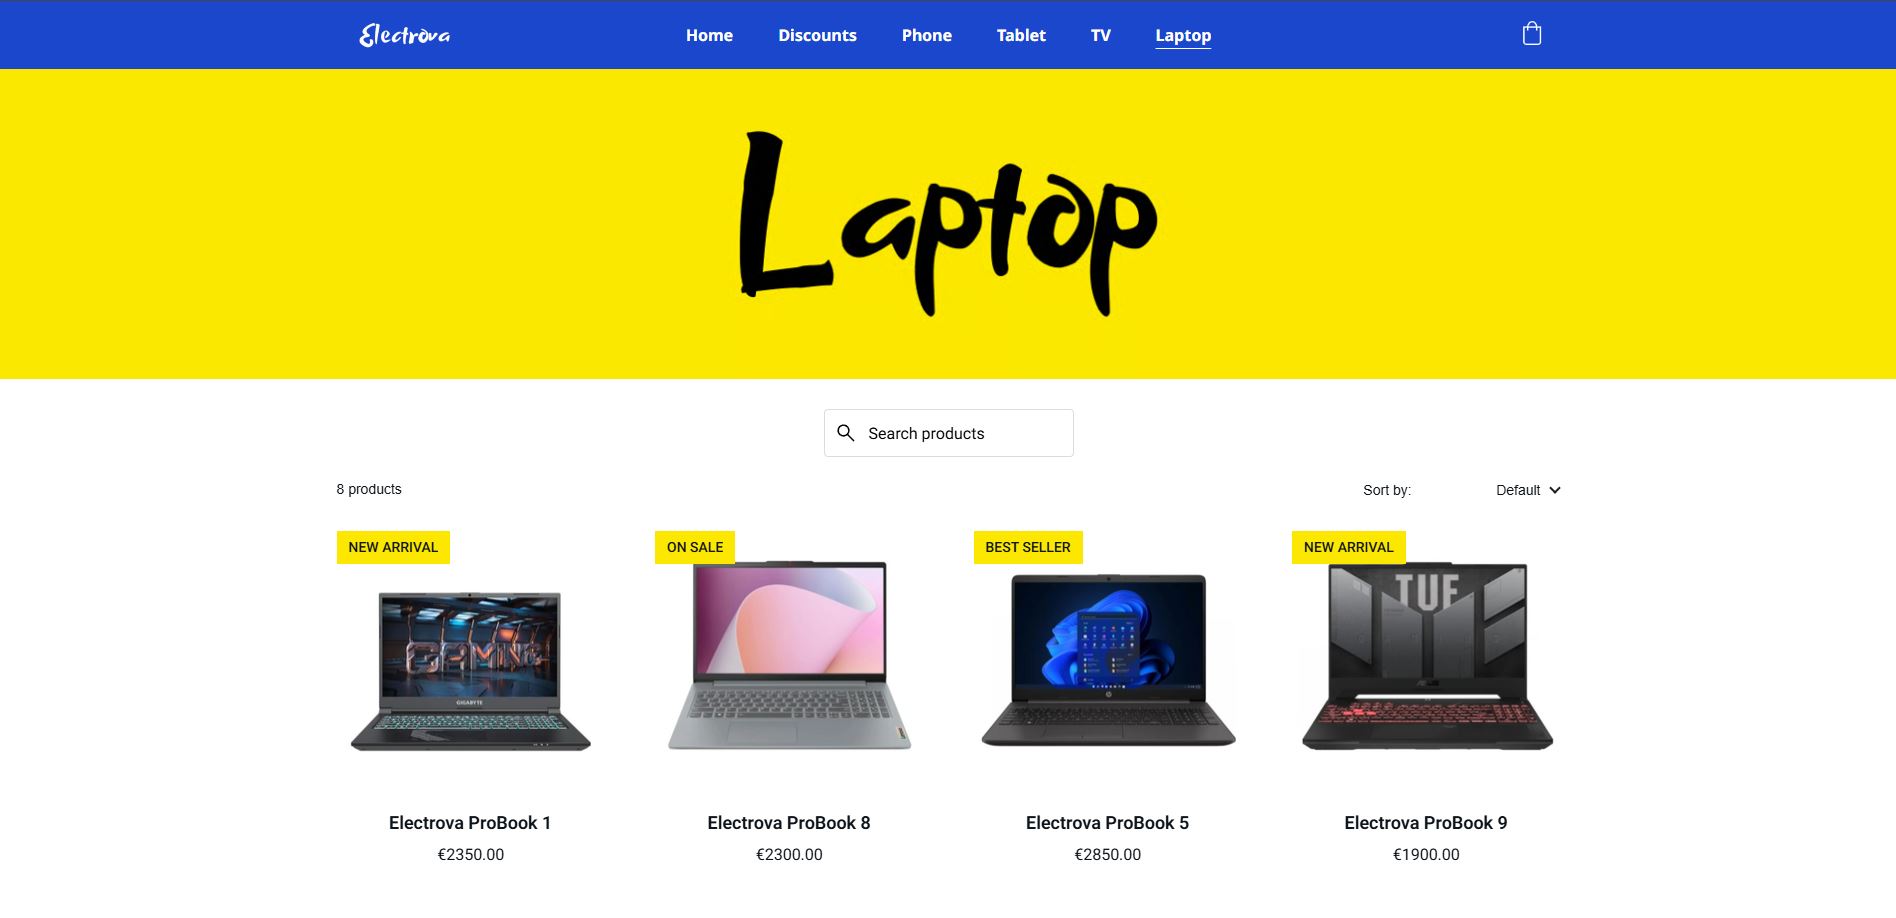 Electrova Home Discounts Phone Tablet TV Laptop
Laptop
Search products
8 products Sort by: Default
NEW ARRIVAL ON SALE BEST SELLER NEW ARRIVAL
TUF
GAMING
GIGABYTE
Electrova ProBook 1 Electrova ProBook 8 Electrova ProBook 5 Electrova ProBook 9
€2350.00 €2300.00 €2850.00 €1900.00